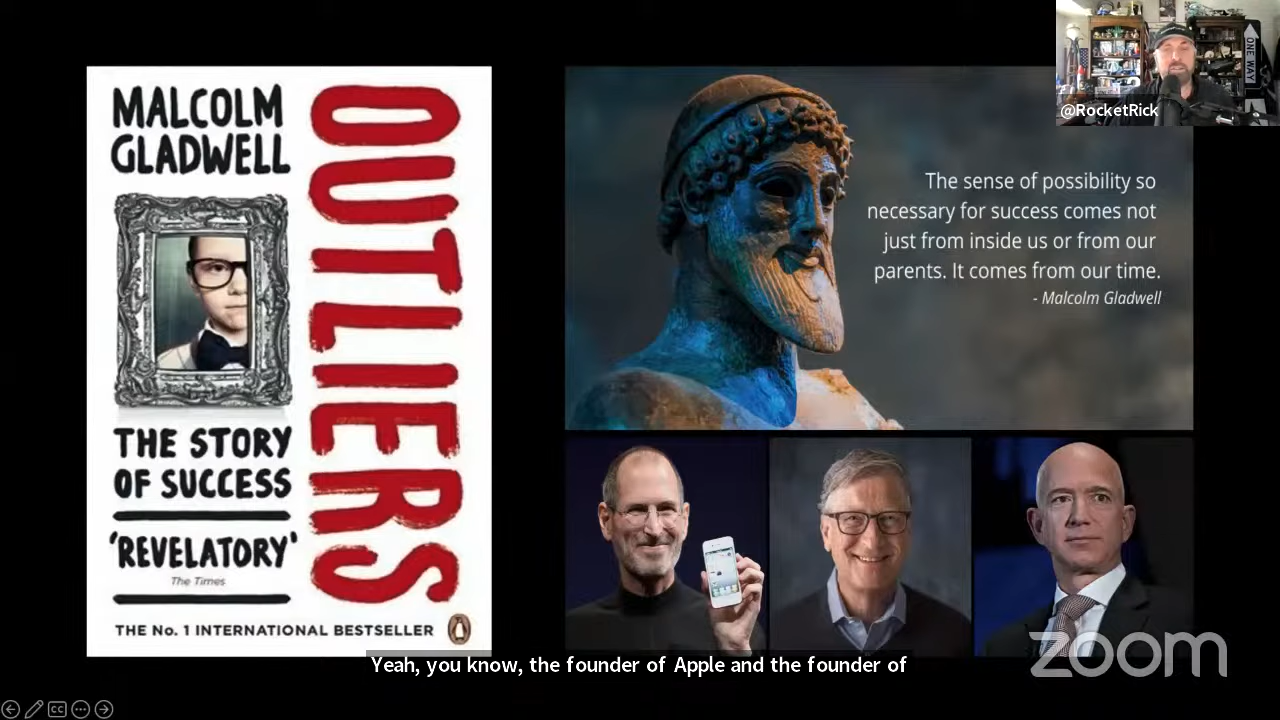 MALCOLM
GLADWELL
OUTLIERS
THE STORY
OF SUCCESS
'REVELATORY'
The Times
THE No. 1 INTERNATIONAL BESTSELLER
The sense of possibility so
necessary for success comes not
just from inside us or from our
parents. It comes from our time.
- Malcolm Gladwell
ONE WAY
@RocketRick
zoom
Yeah, you know, the founder of Apple and the founder of
CC